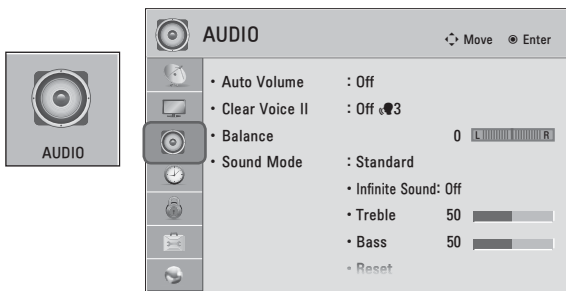 AUDIO
AUDIO Move Enter
• Auto Volume : Off
• Clear Voice II : Off 3
• Balance 0 L R
• Sound Mode : Standard
• Infinite Sound: Off
• Treble 50
• Bass 50
• Reset